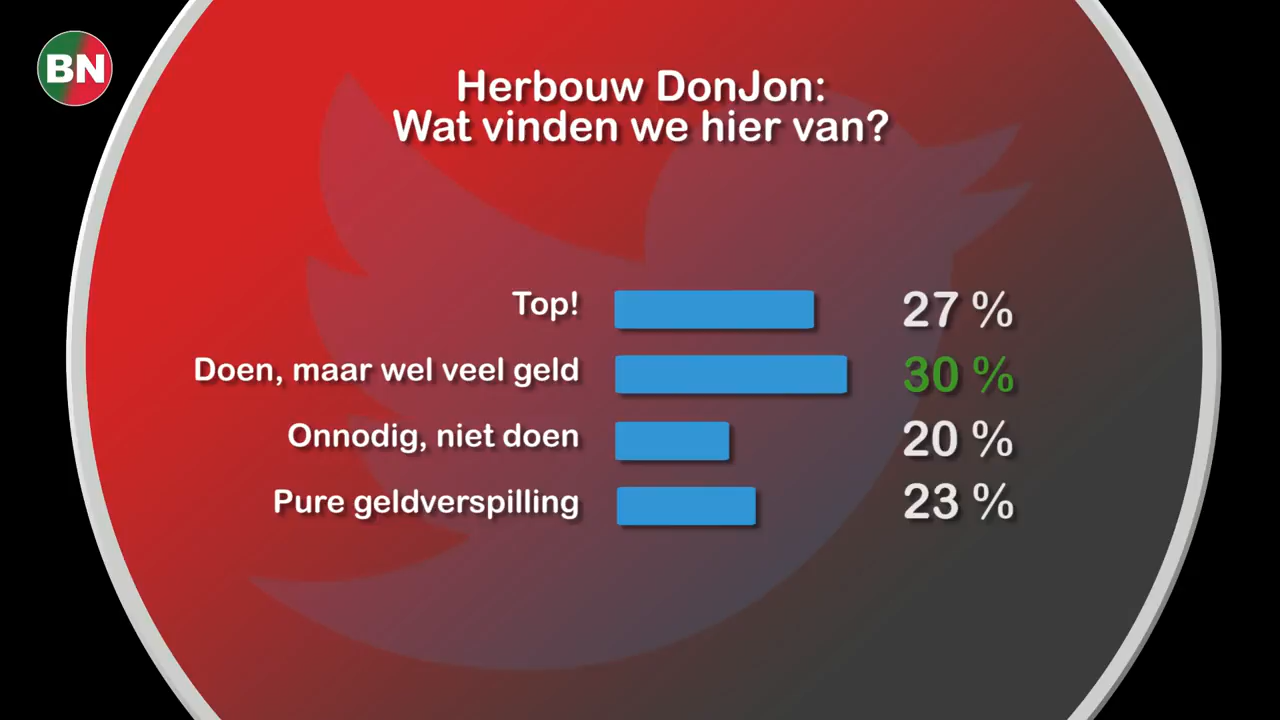 BN
Herbouw DonJon:
Wat vinden we hier van?
Top! 27 %
Doen, maar wel veel geld 30 %
Onnodig, niet doen 20 %
Pure geldverspilling 23 %